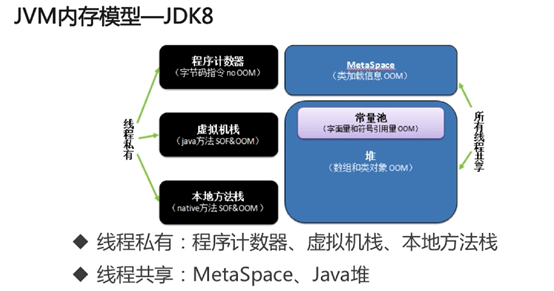 JVM内存模型—JDK8
程序计数器
（字节码指令 no OOM）
虚拟机栈
（java方法 SOF&OOM）
本地方法栈
（native方法 SOF&OOM ）
线程私有
MetaSpace
（类加载信息 OOM）
常量池
（字面量和符号引用量 OOM）
堆
（数组和类对象 OOM）
所有线程共享
◆ 线程私有：程序计数器、虚拟机栈、本地方法栈
◆ 线程共享：MetaSpace、Java堆